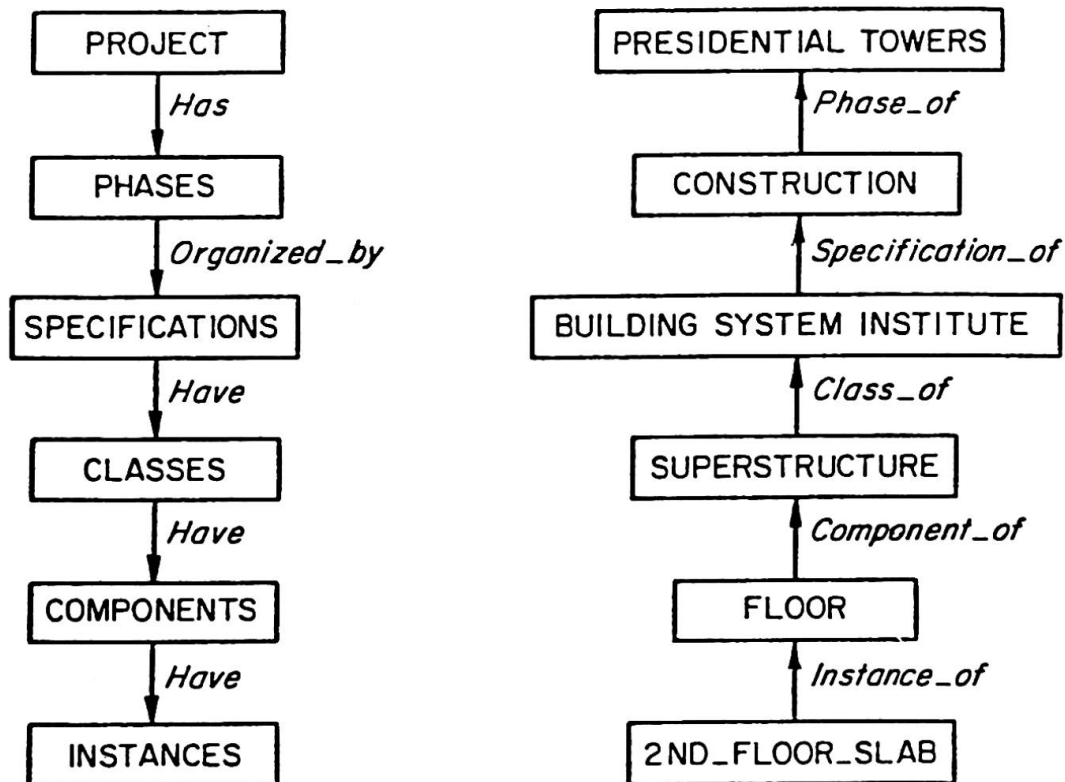 PROJECT
Has
PHASES
Organized_by
SPECIFICATIONS
Have
CLASSES
Have
COMPONENTS
Have
INSTANCES
PRESIDENTIAL TOWERS
Phase_of
CONSTRUCTION
Specification_of
BUILDING SYSTEM INSTITUTE
Class_of
SUPERSTRUCTURE
Component_of
FLOOR
Instance_of
2ND_FLOOR_SLAB